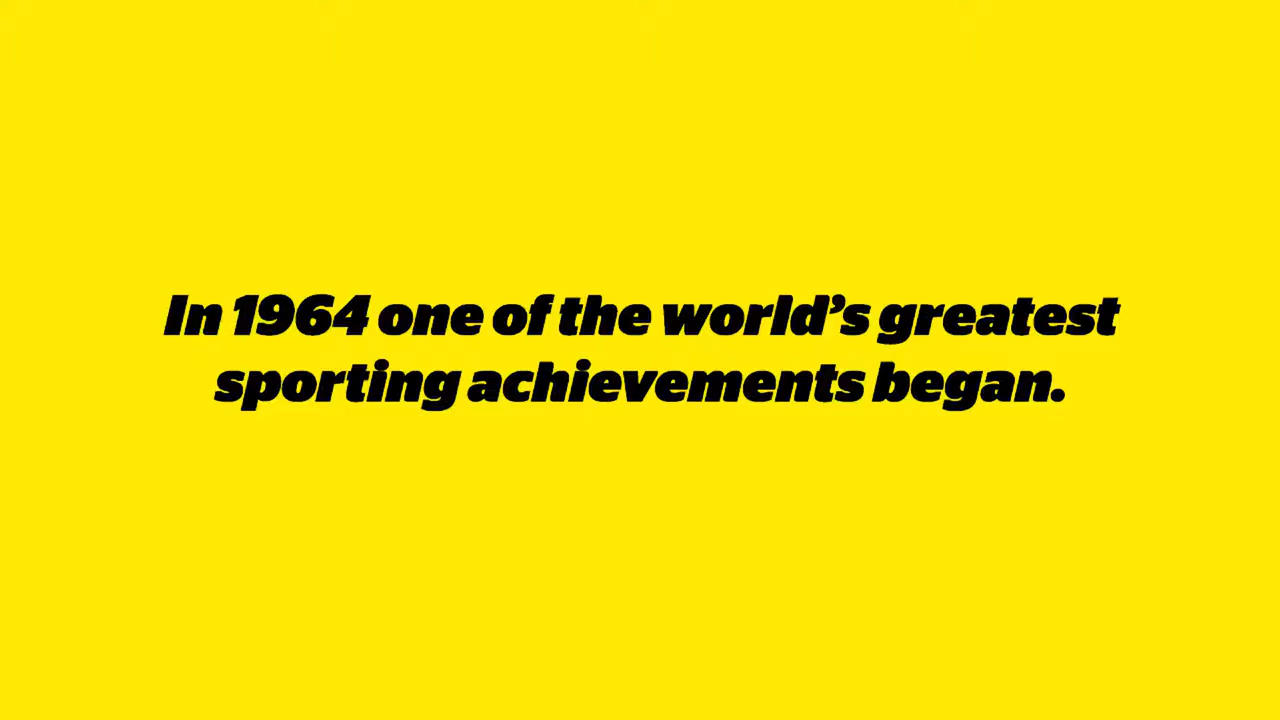 In 1964 one of the world’s greatest
sporting achievements began.